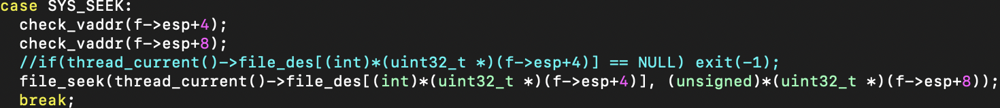 case SYS_SEEK:
check_vaddr(f->esp+4);
check_vaddr(f->esp+8);
//if(thread_current()->file_des[(int)*(uint32_t *)(f->esp+4)] == NULL) exit(-1);
file_seek(thread_current()->file_des[(int)*(uint32_t *)(f->esp+4)], (unsigned)*(uint32_t *)(f->esp+8));
break;